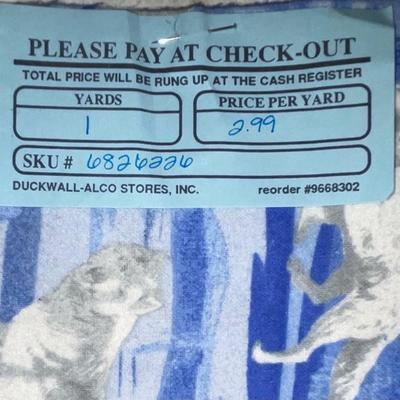 PLEASE PAY AT CHECK-OUT
TOTAL PRICE WILL BE RUNG UP AT THE CASH REGISTER
YARDS PRICE PER YARD
1 2.99
SKU # 6826226
DUCKWALL-ALCO STORES, INC. reorder #9668302